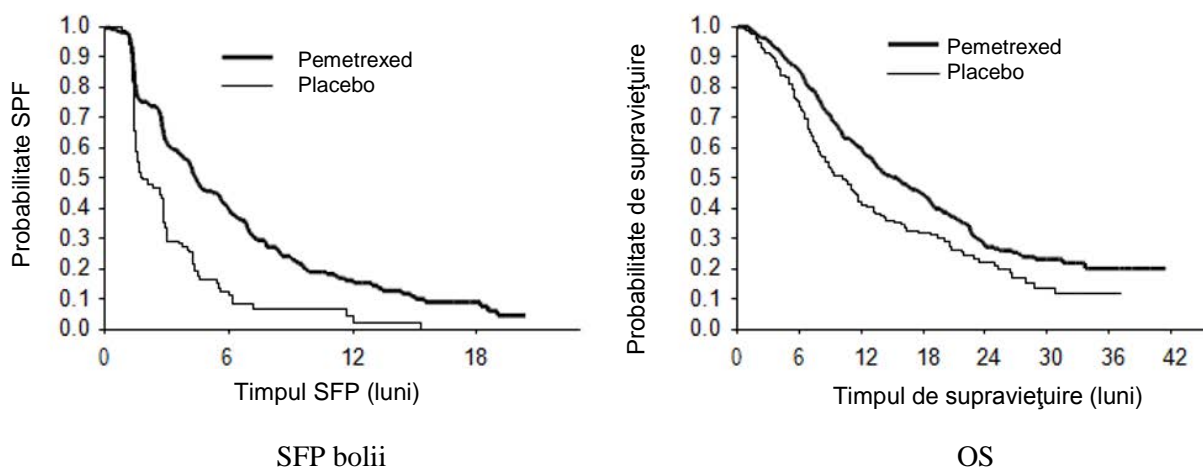 Probabilitate SPF
1.0
0.9
0.8
0.7
0.6
0.5
0.4
0.3
0.2
0.1
0.0
Pemetrexed
Placebo
0 6 12 18
Timpul SFP (luni)
SFP bolii
Probabilitate de supravieţuire
1.0
0.9
0.8
0.7
0.6
0.5
0.4
0.3
0.2
0.1
0.0
Pemetrexed
Placebo
0 6 12 18 24 30 36 42
Timpul de supravieţuire (luni)
OS